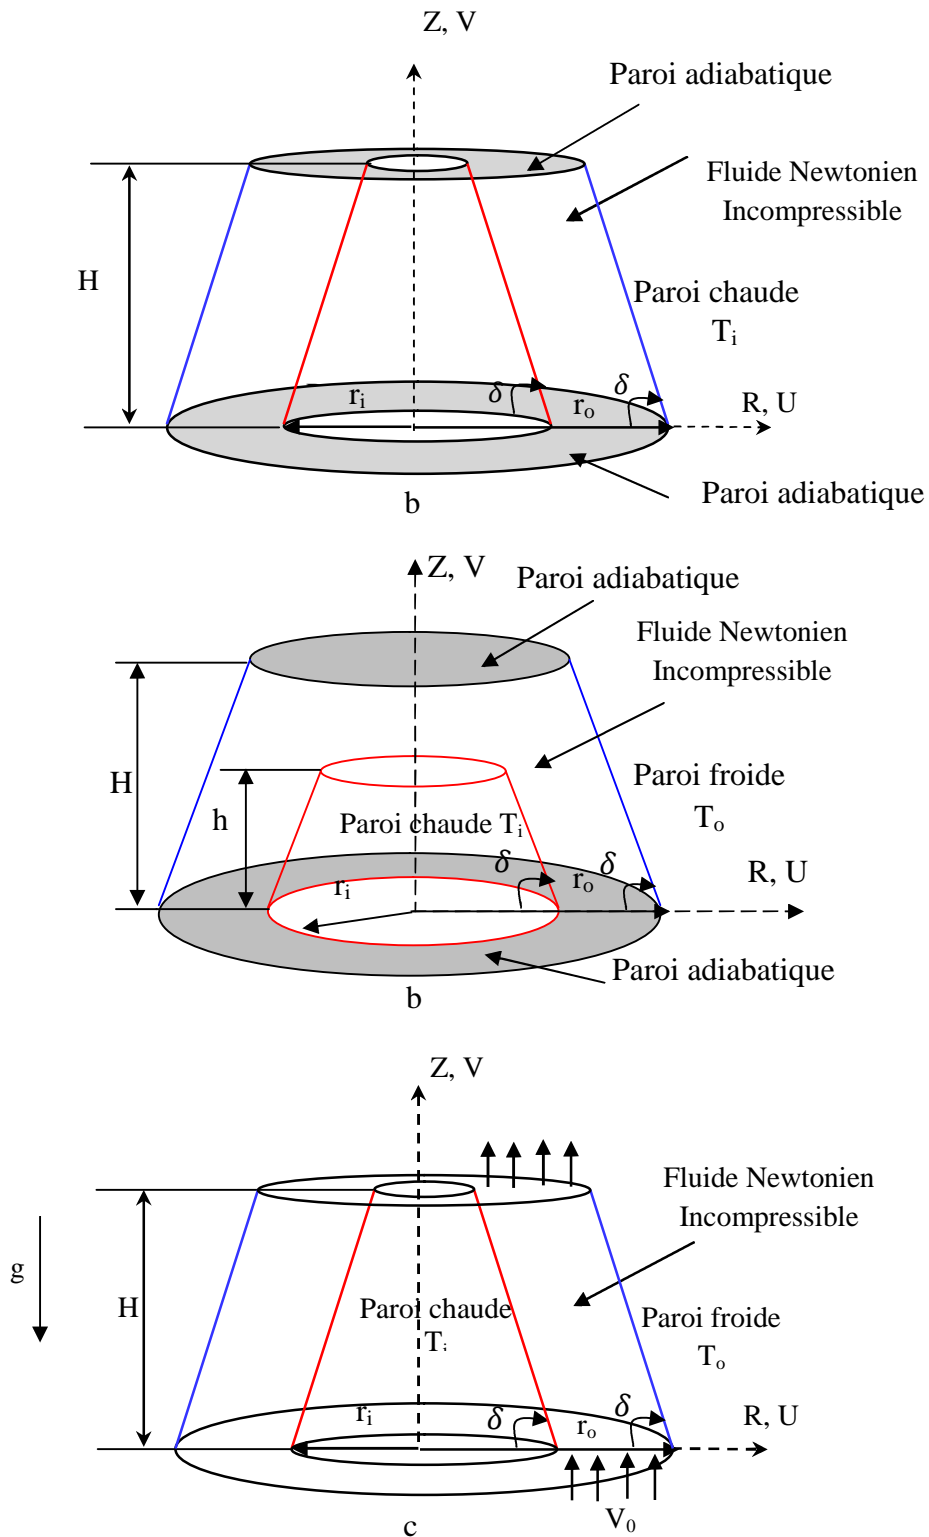 Z, V
Paroi adiabatique
Fluide Newtonien
Incompressible
H
Paroi chaude
Ti
ri
δ
ro
δ
R, U
Paroi adiabatique
b
Z, V
Paroi adiabatique
Fluide Newtonien
Incompressible
H
h
Paroi froide
To
Paroi chaude Ti
ri
δ
ro
δ
R, U
Paroi adiabatique
b
Z, V
Fluide Newtonien
Incompressible
g
H
Paroi chaude
Ti
Paroi froide
To
ri
δ
ro
δ
R, U
V0
c